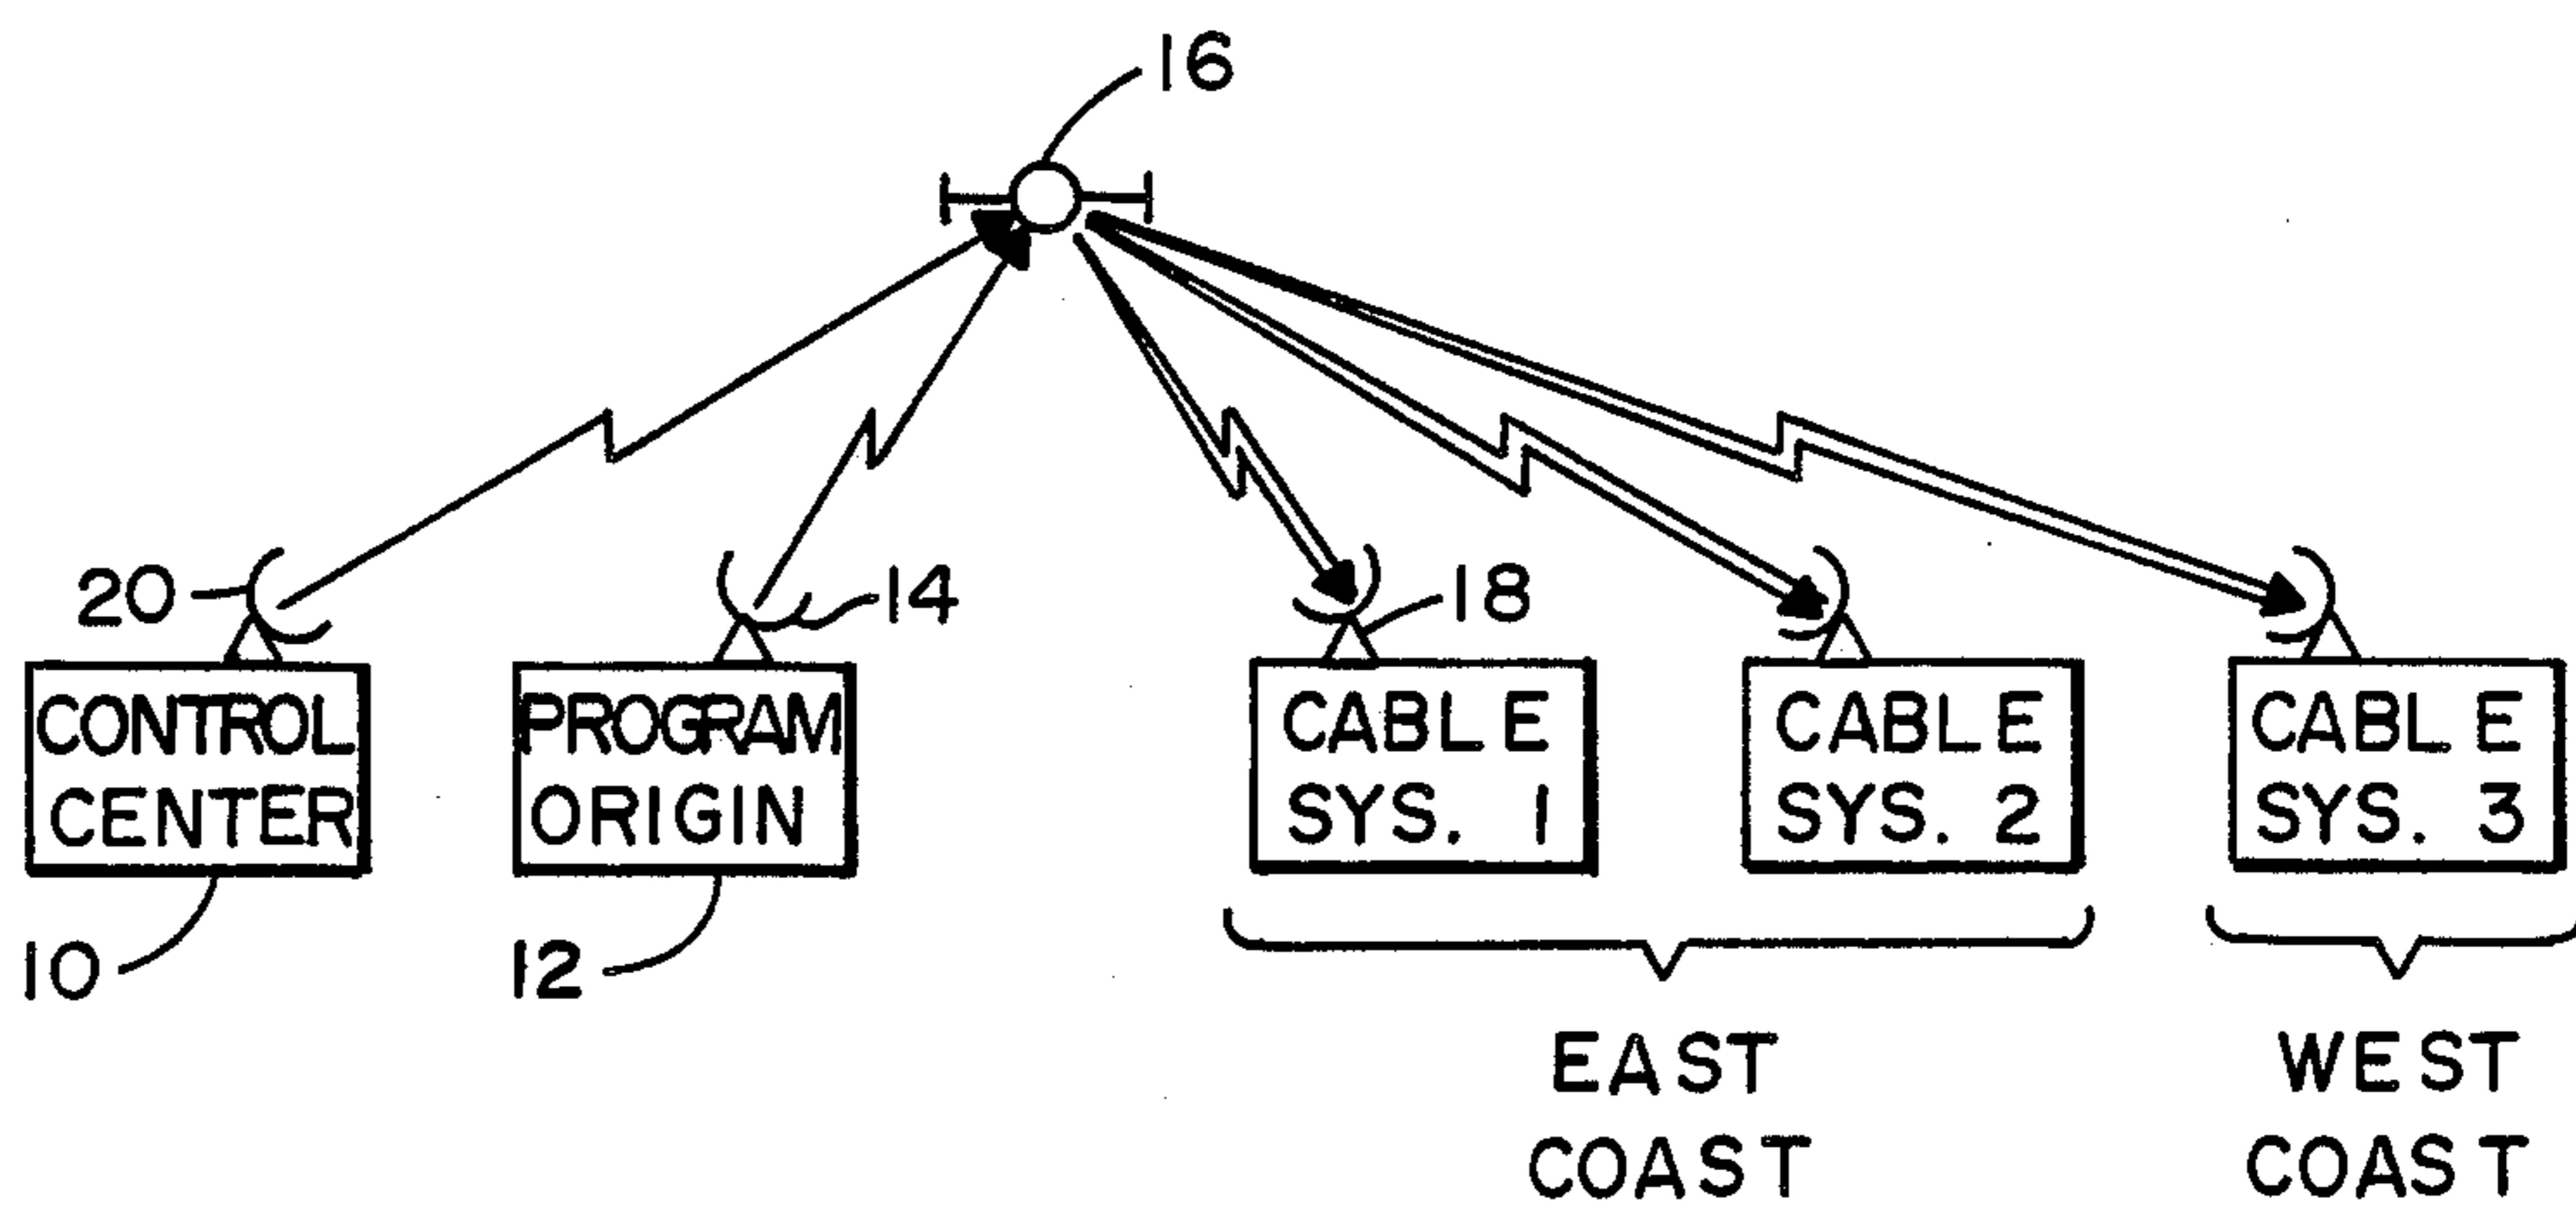 16
20
14
18
CONTROL
CENTER
PROGRAM
ORIGIN
CABLE
SYS. 1
CABLE
SYS. 2
CABLE
SYS. 3
10
12
EAST
COAST
WEST
COAST